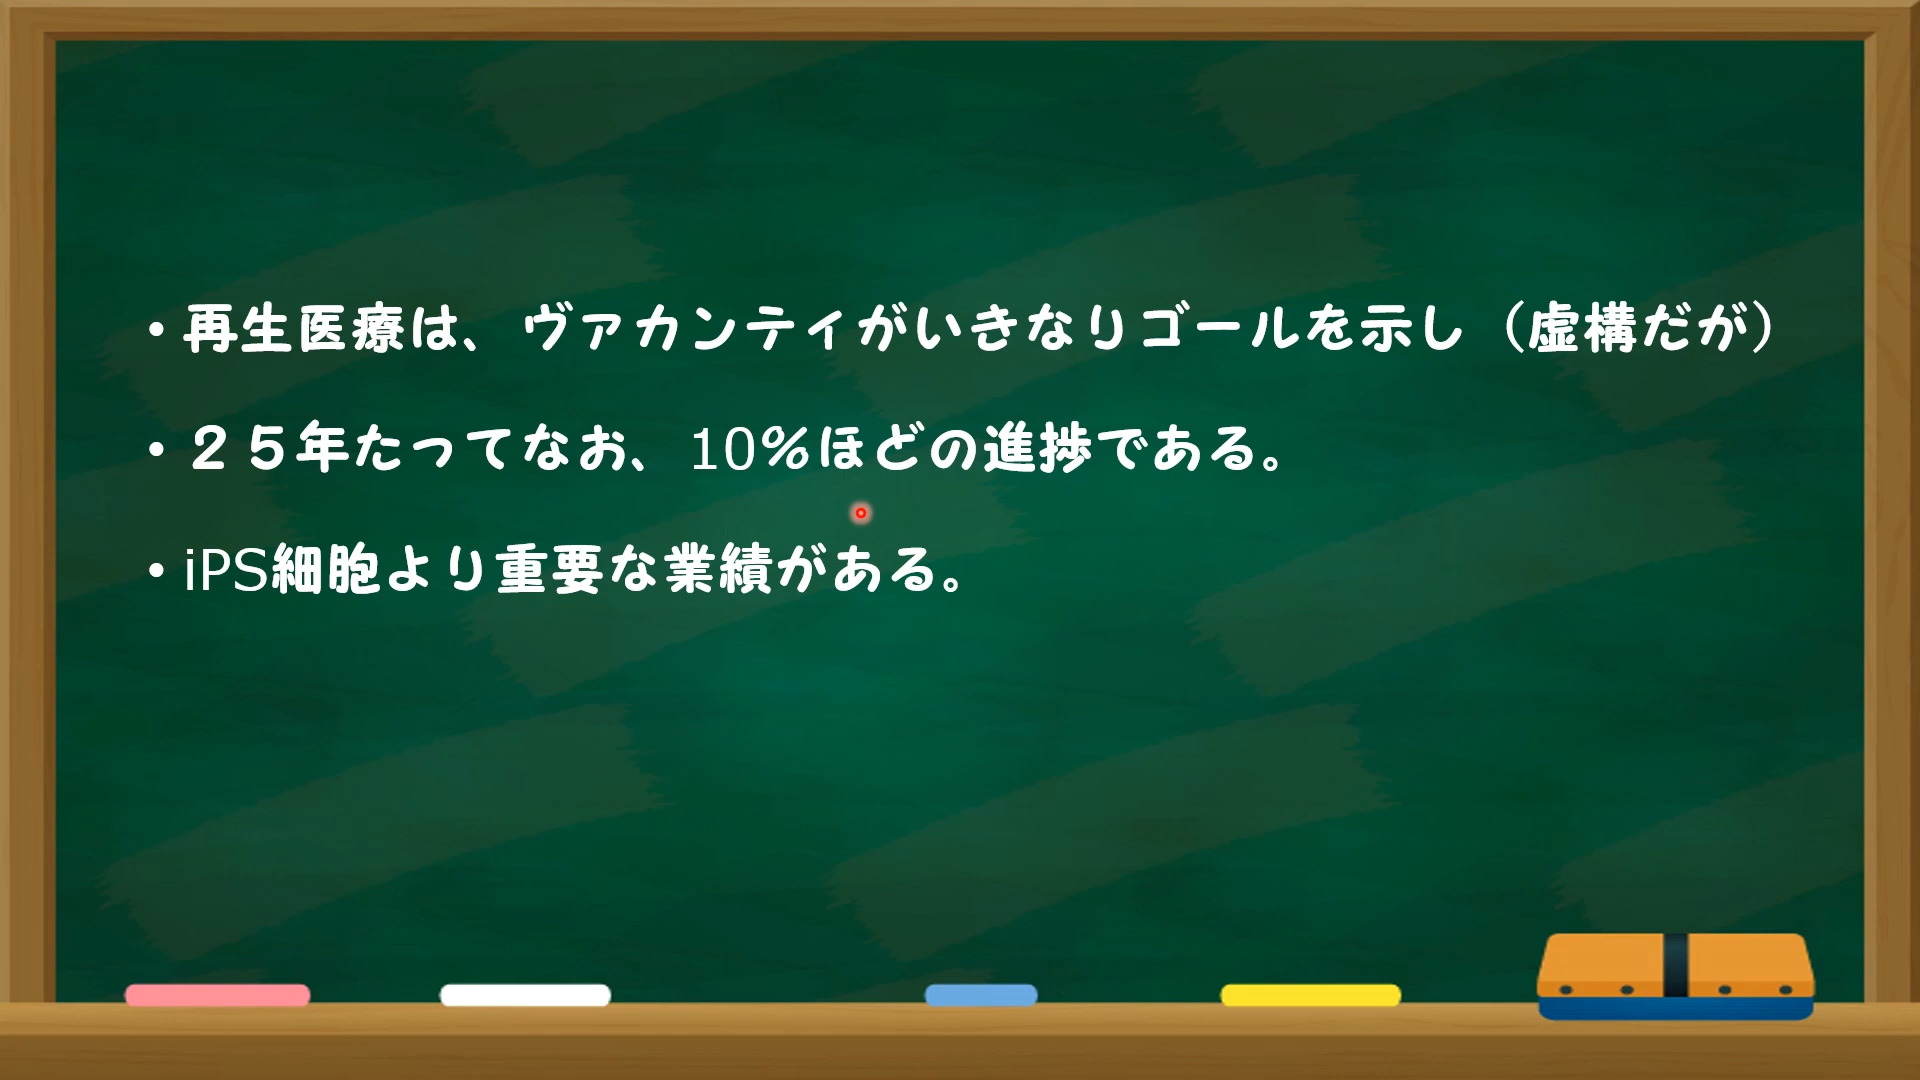 ・再生医療は、ヴァカンティがいきなりゴールを示し（虚構だが）
・２５年たってなお、10％ほどの進捗である。
・iPS細胞より重要な業績がある。